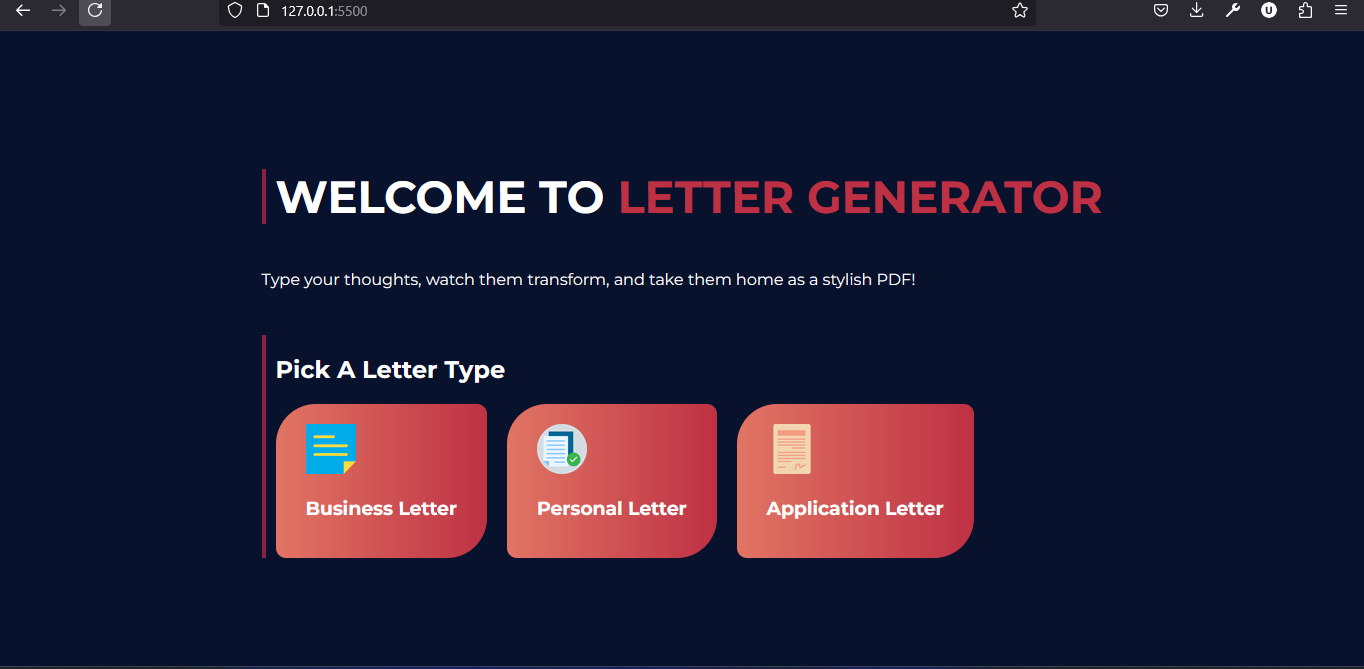 127.0.0.1:5500
U
WELCOME TO LETTER GENERATOR
Type your thoughts, watch them transform, and take them home as a stylish PDF!
Pick A Letter Type
Business Letter
Personal Letter
Application Letter